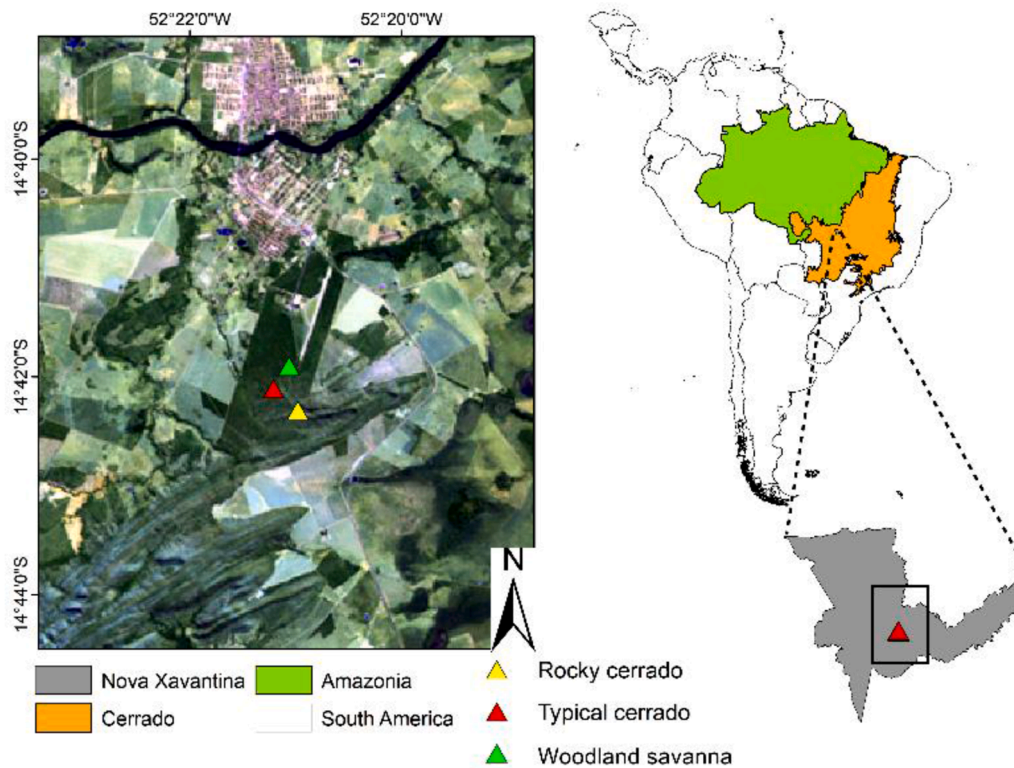 52°22'0"W
52°20'0"W
14°40'0"S
14°42'0"S
14°44'0"S
N
Nova Xavantina
Amazonia
Cerrado
South America
Rocky cerrado
Typical cerrado
Woodland savanna